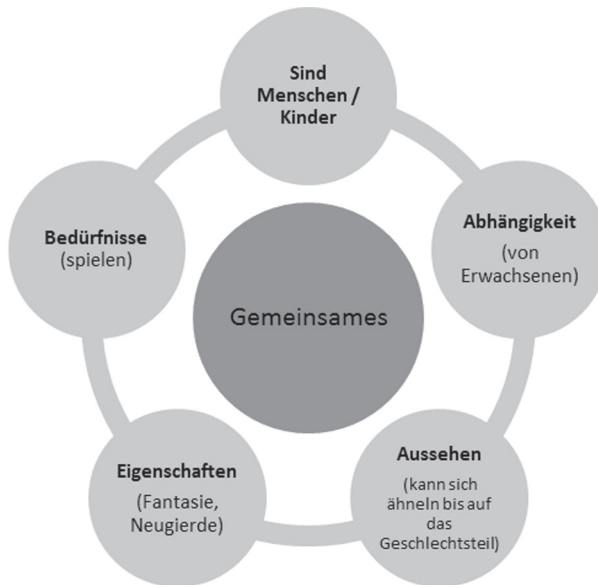 Sind
Menschen /
Kinder
Abhängigkeit
(von
Erwachsenen)
Aussehen
(kann sich
ähneln bis auf
das
Geschlechtsteil)
Eigenschaften
(Fantasie,
Neugierde)
Bedürfnisse
(spielen)
Gemeinsames